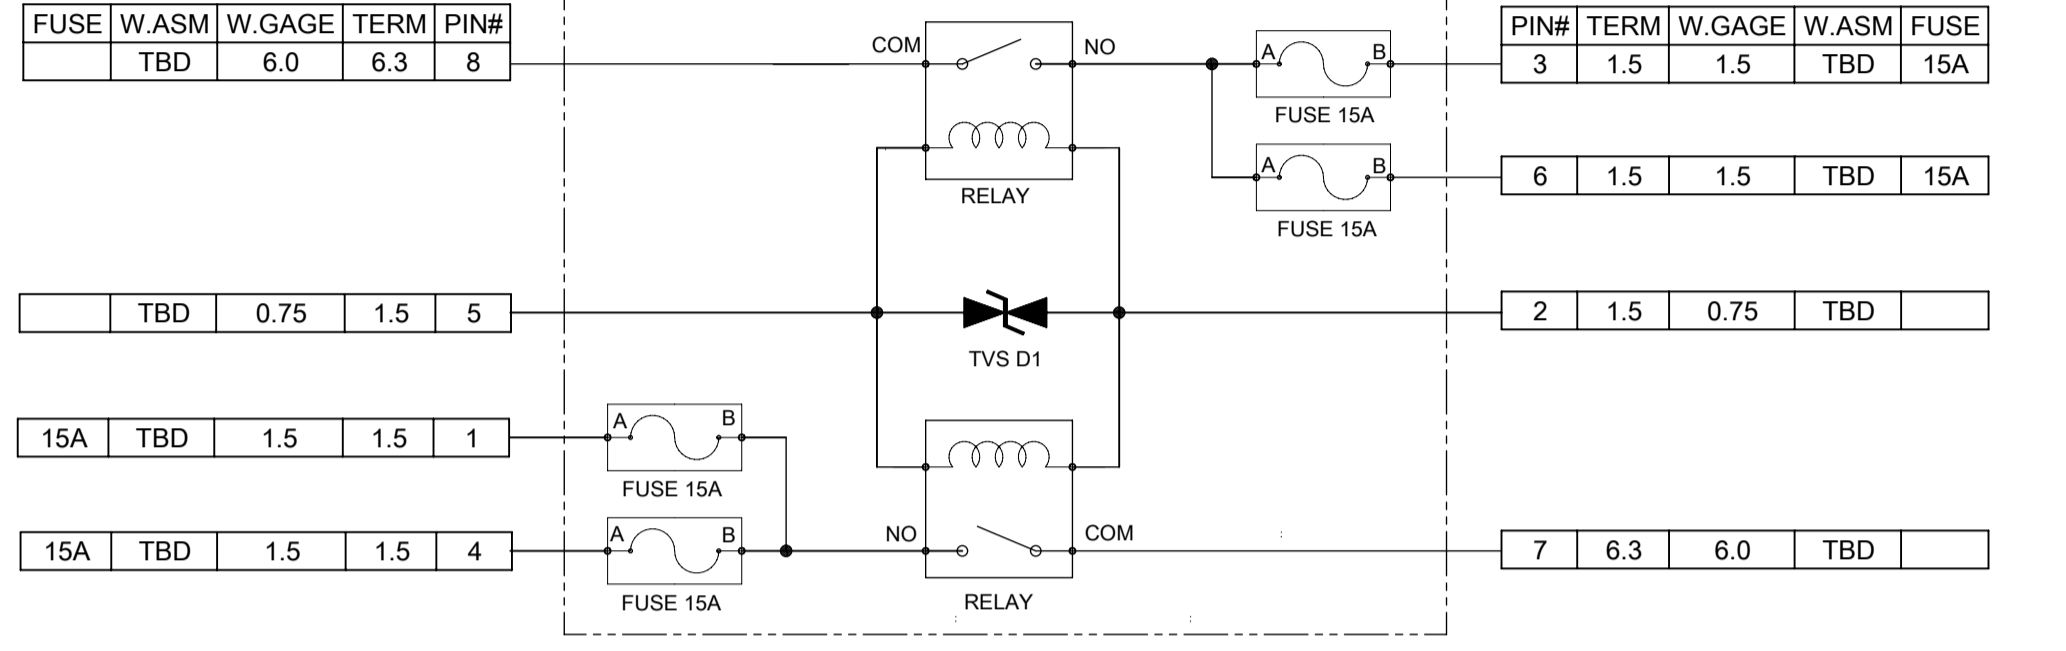 FUSE W.ASM W.GAGE TERM PIN#
TBD 6.0 6.3 8
COM
NO
A B
FUSE 15A
PIN# TERM W.GAGE W.ASM FUSE
3 1.5 1.5 TBD 15A
RELAY
A B
FUSE 15A
6 1.5 1.5 TBD 15A
TBD 0.75 1.5 5
TVS D1
2 1.5 0.75 TBD
15A TBD 1.5 1.5 1
A B
FUSE 15A
15A TBD 1.5 1.5 4
A B
FUSE 15A
NO
COM
RELAY
7 6.3 6.0 TBD